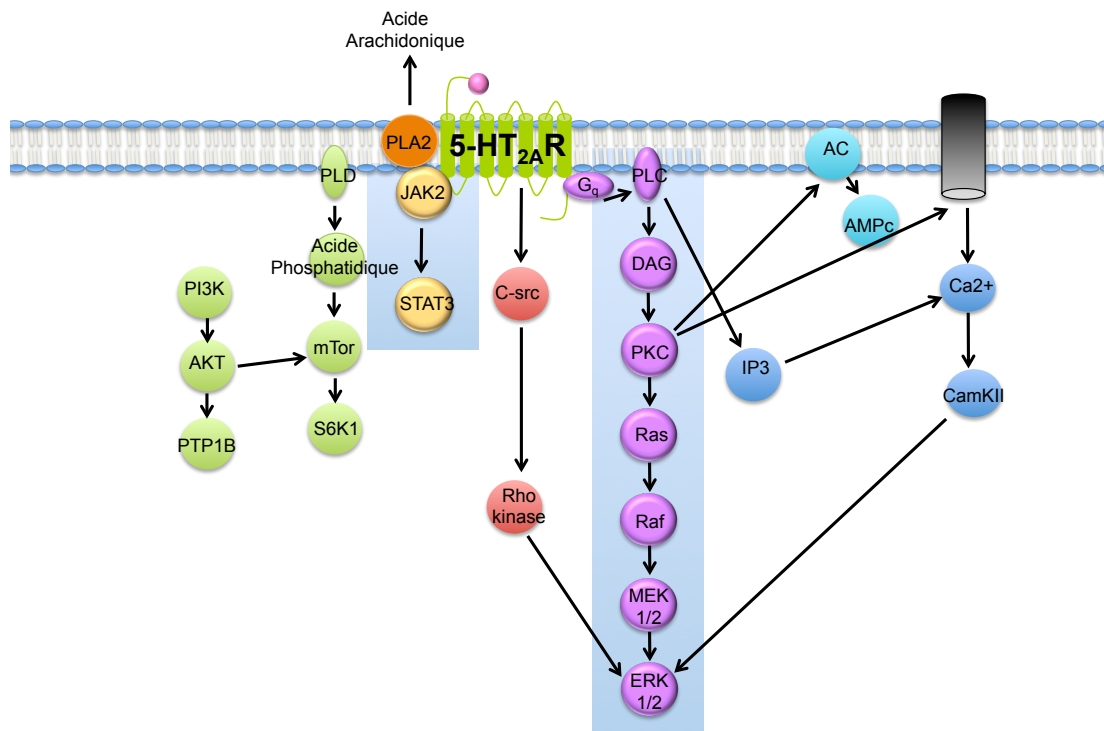 Acide
Arachidonique
PLA2
5-HT2AR
AC
PLD
JAK2
Gq
PLC
AMPc
Acide
Phosphatidique
DAG
PI3K
STAT3
C-src
Ca2+
mTor
PKC
AKT
IP3
CamKII
S6K1
PTP1B
Ras
Rho
kinase
Raf
MEK
1/2
ERK
1/2